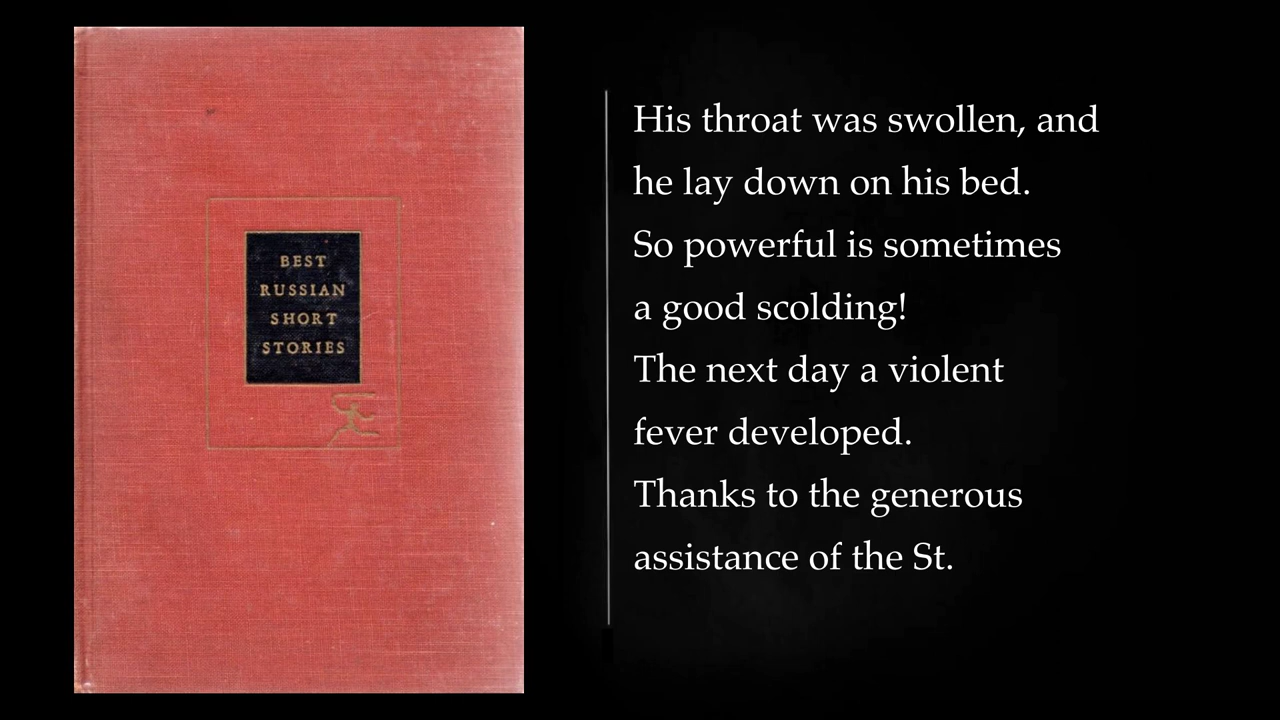 BEST
RUSSIAN
SHORT
STORIES
His throat was swollen, and
he lay down on his bed.
So powerful is sometimes
a good scolding!
The next day a violent
fever developed.
Thanks to the generous
assistance of the St.